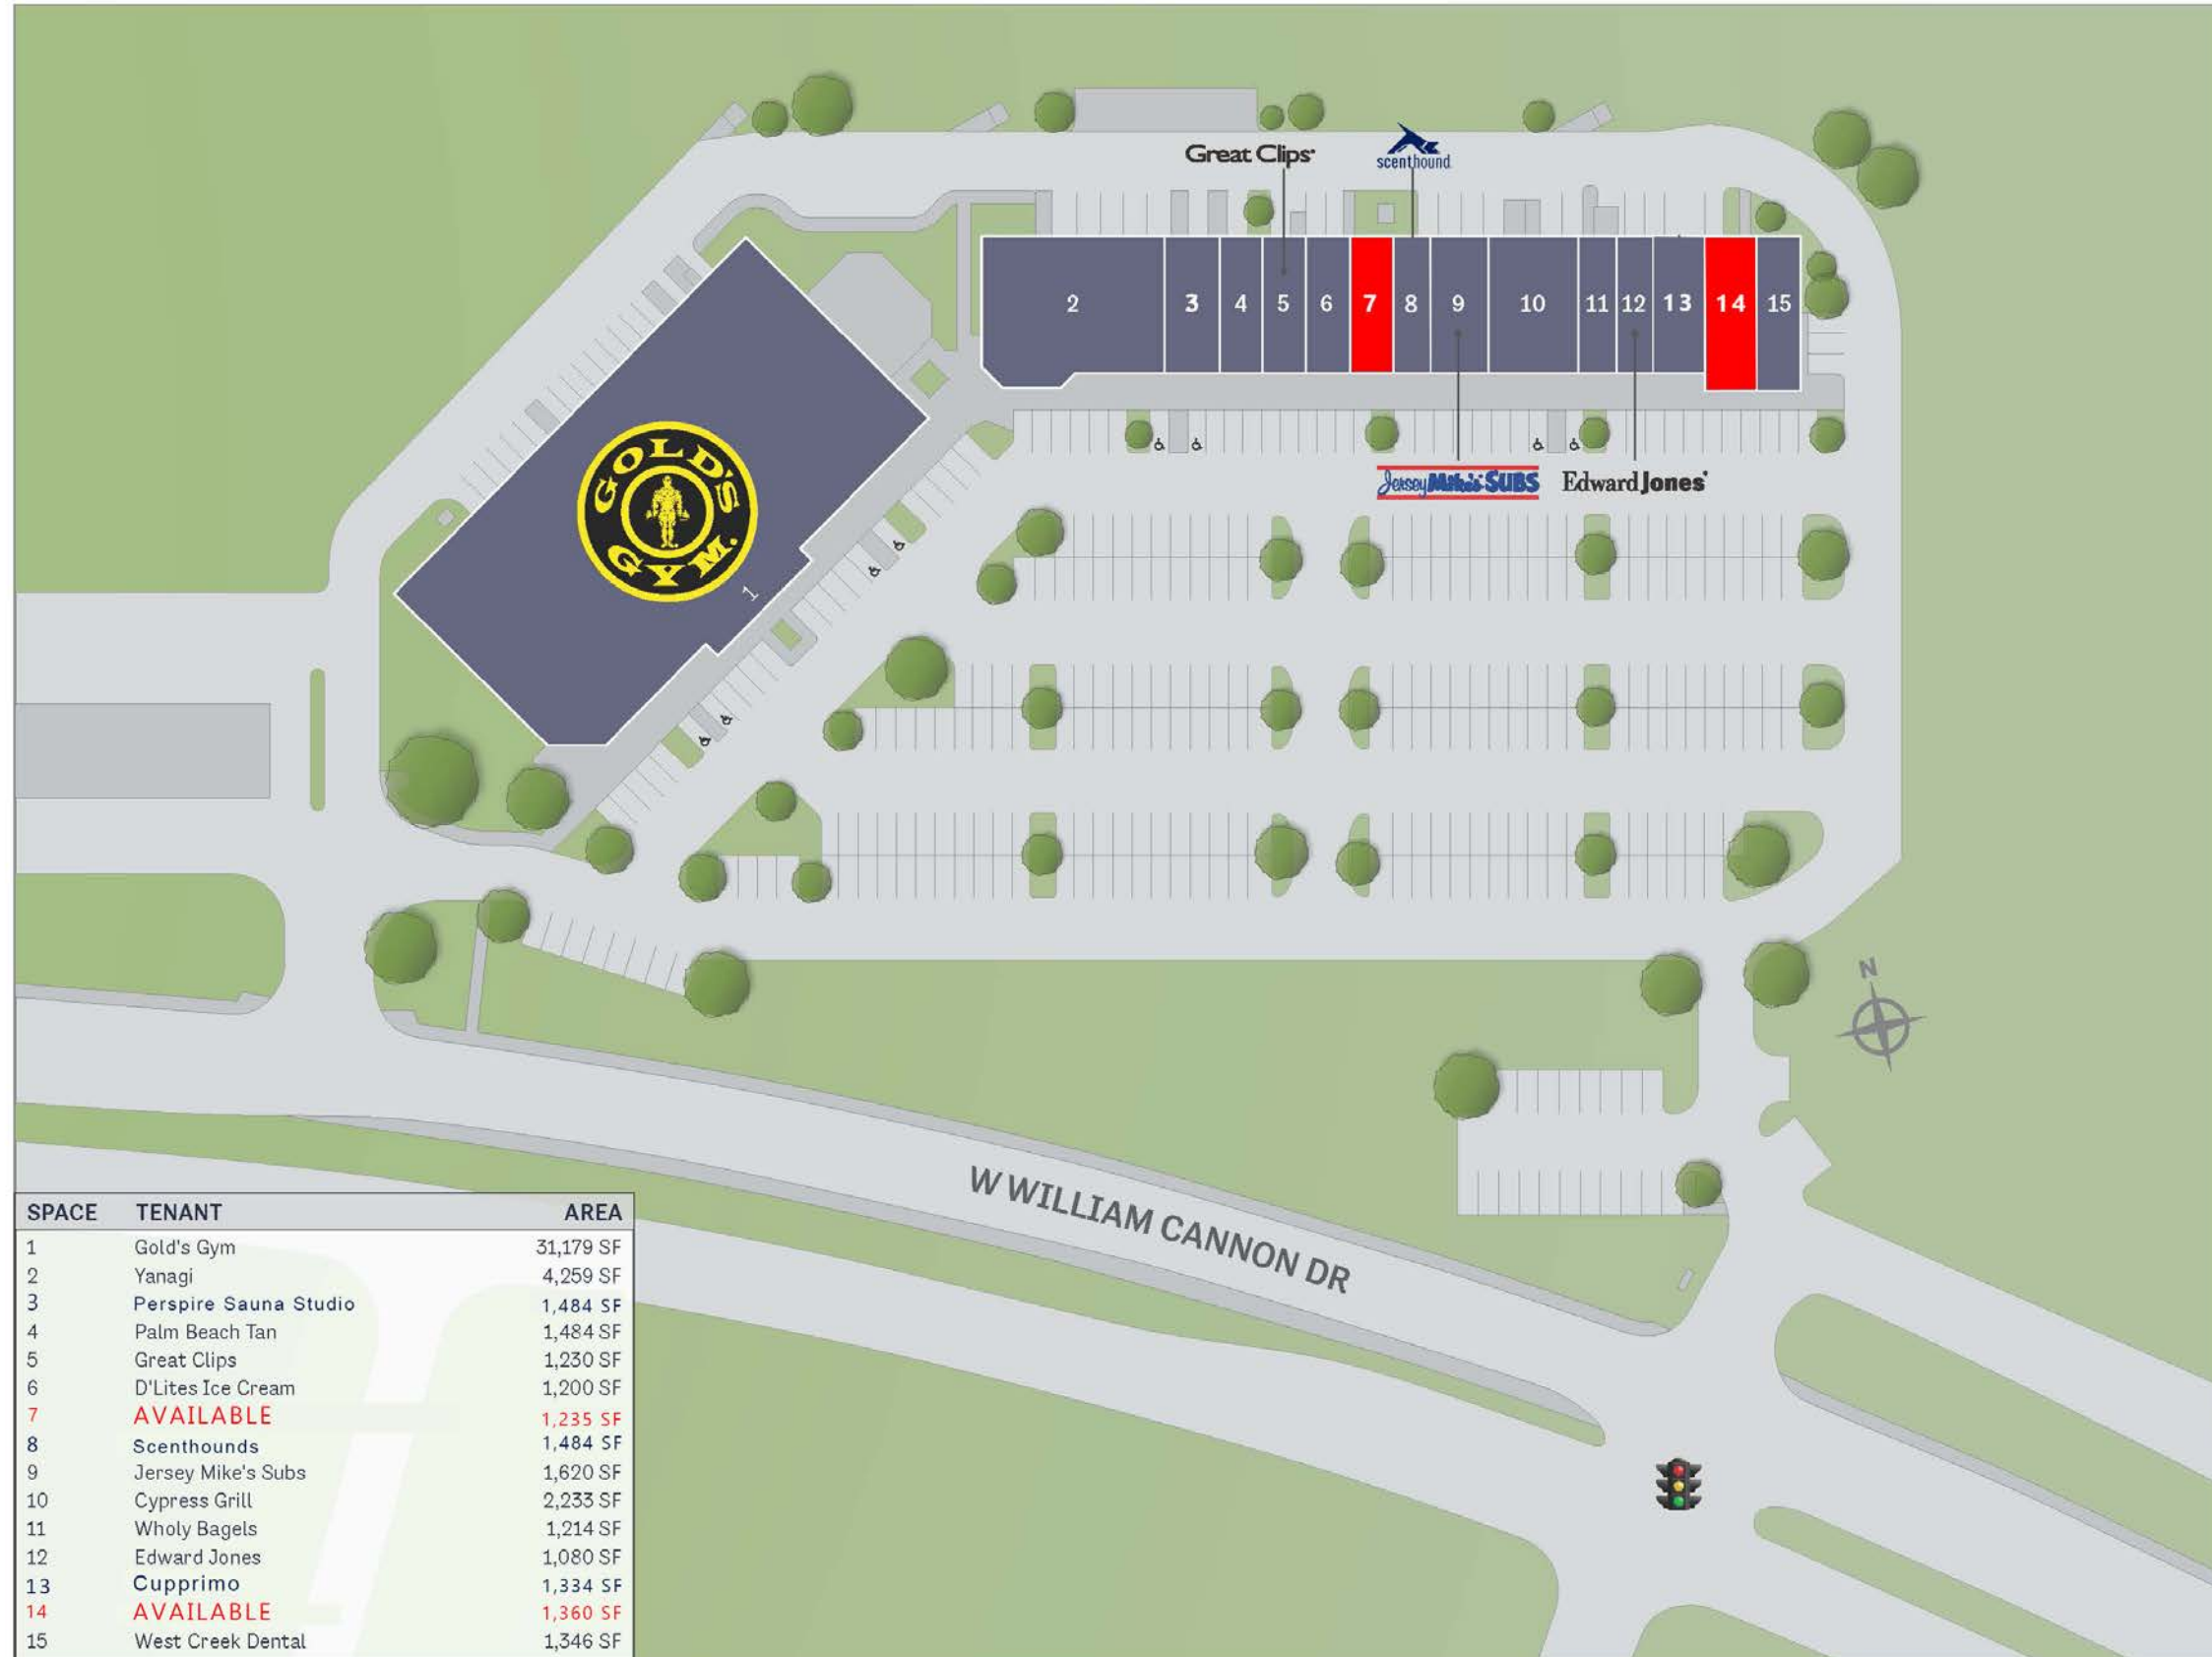 Great Clips
scenthound
2 3 4 5 6 7 8 9 10 11 12 13 14 15
GOLD'S
GYM.
1
Jersey Mike's SUBS
Edward Jones
N
W WILLIAM CANNON DR
SPACE TENANT AREA
1 Gold's Gym 31,179 SF
2 Yanagi 4,259 SF
3 Perspire Sauna Studio 1,484 SF
4 Palm Beach Tan 1,484 SF
5 Great Clips 1,230 SF
6 D'Lites Ice Cream 1,200 SF
7 AVAILABLE 1,235 SF
8 Scenthounds 1,484 SF
9 Jersey Mike's Subs 1,620 SF
10 Cypress Grill 2,233 SF
11 Wholy Bagels 1,214 SF
12 Edward Jones 1,080 SF
13 Cupprimo 1,334 SF
14 AVAILABLE 1,360 SF
15 West Creek Dental 1,346 SF